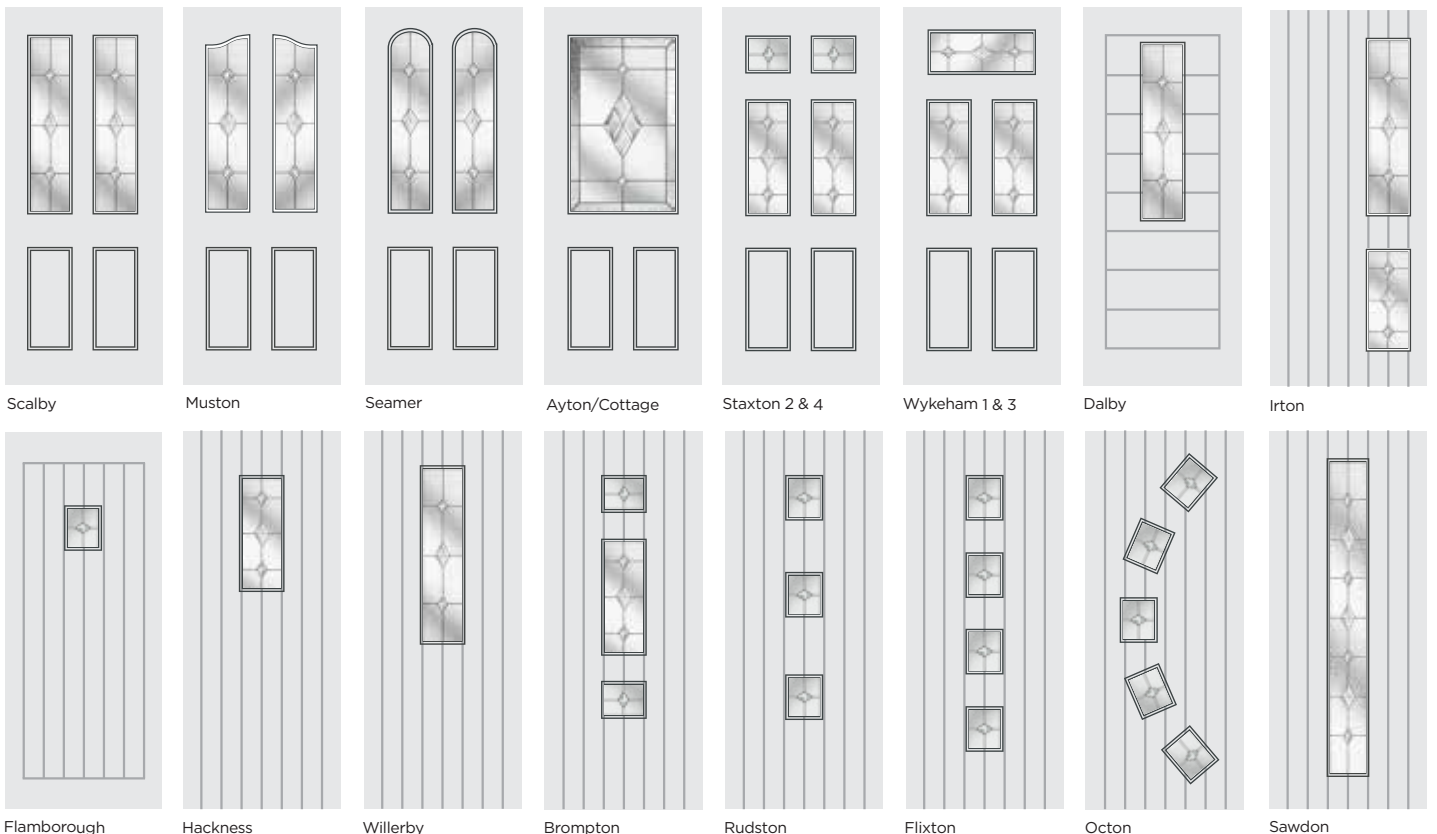 Scalby
Muston
Seamer
Ayton/Cottage
Staxton 2 & 4
Wykeham 1 & 3
Dalby
Irton
Flamborough
Hackness
Willerby
Brompton
Rudston
Flixton
Octon
Sawdon